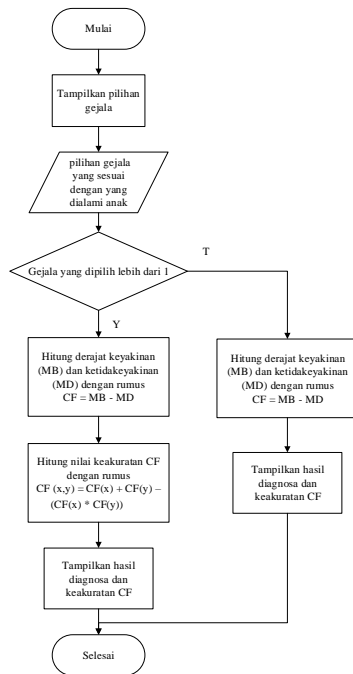 Mulai
Tampilkan pilihan
gejala
pilihan gejala
yang sesuai
dengan yang
dialami anak
Gejala yang dipilih lebih dari 1
T
Y
Hitung derajat keyakinan
(MB) dan ketidakeyakinan
(MD) dengan rumus
CF = MB - MD
Hitung derajat keyakinan
(MB) dan ketidakeyakinan
(MD) dengan rumus
CF = MB - MD
Hitung nilai keakuratan CF
dengan rumus
CF (x,y) = CF(x) + CF(y) –
(CF(x) * CF(y))
Tampilkan hasil
diagnosa dan
keakuratan CF
Tampilkan hasil
diagnosa dan
keakuratan CF
Selesai